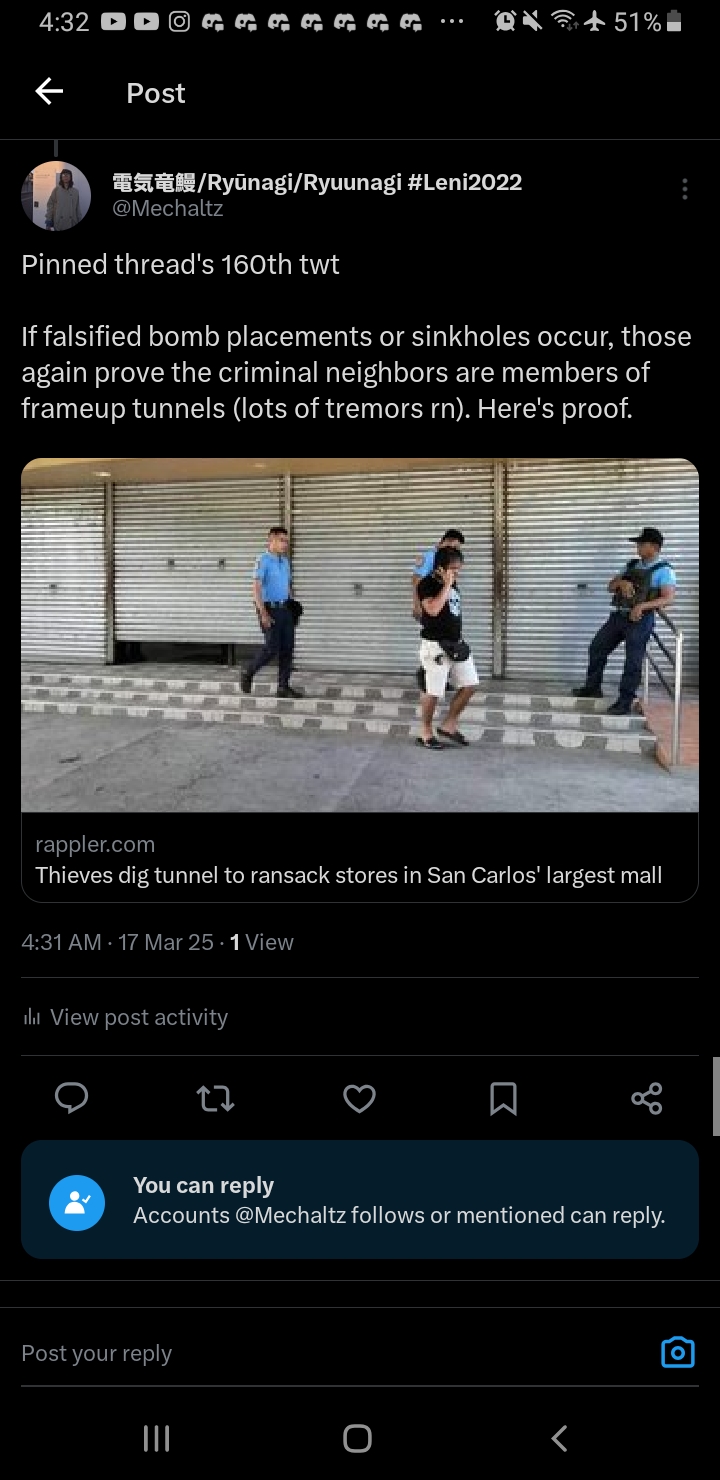 4:32
51%
Post
電気竜鰻/Ryūnagi/Ryuunagi #Leni2022
@Mechaltz
Pinned thread's 160th twt
If falsified bomb placements or sinkholes occur, those
again prove the criminal neighbors are members of
frameup tunnels (lots of tremors rn). Here's proof.
rappler.com
Thieves dig tunnel to ransack stores in San Carlos' largest mall
4:31 AM · 17 Mar 25 · 1 View
View post activity
You can reply
Accounts @Mechaltz follows or mentioned can reply.
Post your reply